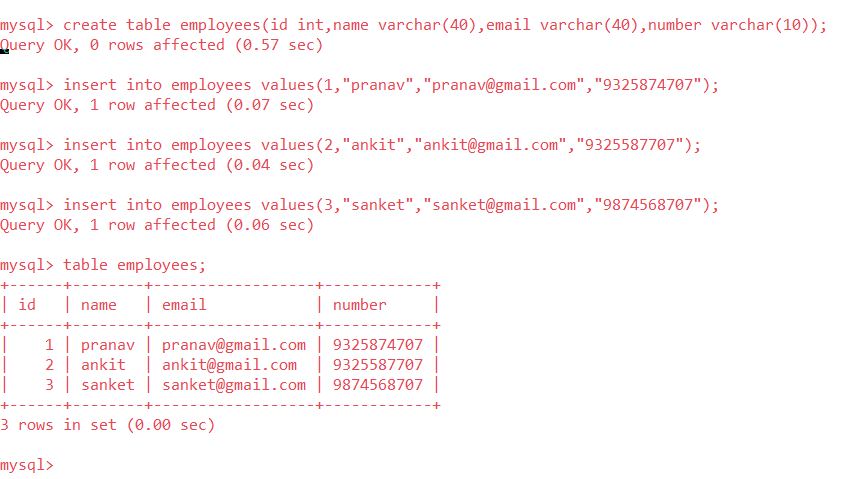 mysql> create table employees(id int,name varchar(40),email varchar(40),number varchar(10));
Query OK, 0 rows affected (0.57 sec)
mysql> insert into employees values(1,"pranav","pranav@gmail.com","9325874707");
Query OK, 1 row affected (0.07 sec)
mysql> insert into employees values(2,"ankit","ankit@gmail.com","9325587707");
Query OK, 1 row affected (0.04 sec)
mysql> insert into employees values(3,"sanket","sanket@gmail.com","9874568707");
Query OK, 1 row affected (0.06 sec)
mysql> table employees;
+------+--------+------------------+------------+
| id   | name   | email            | number     |
+------+--------+------------------+------------+
|    1 | pranav | pranav@gmail.com | 9325874707 |
|    2 | ankit  | ankit@gmail.com  | 9325587707 |
|    3 | sanket | sanket@gmail.com | 9874568707 |
+------+--------+------------------+------------+
3 rows in set (0.00 sec)
mysql>